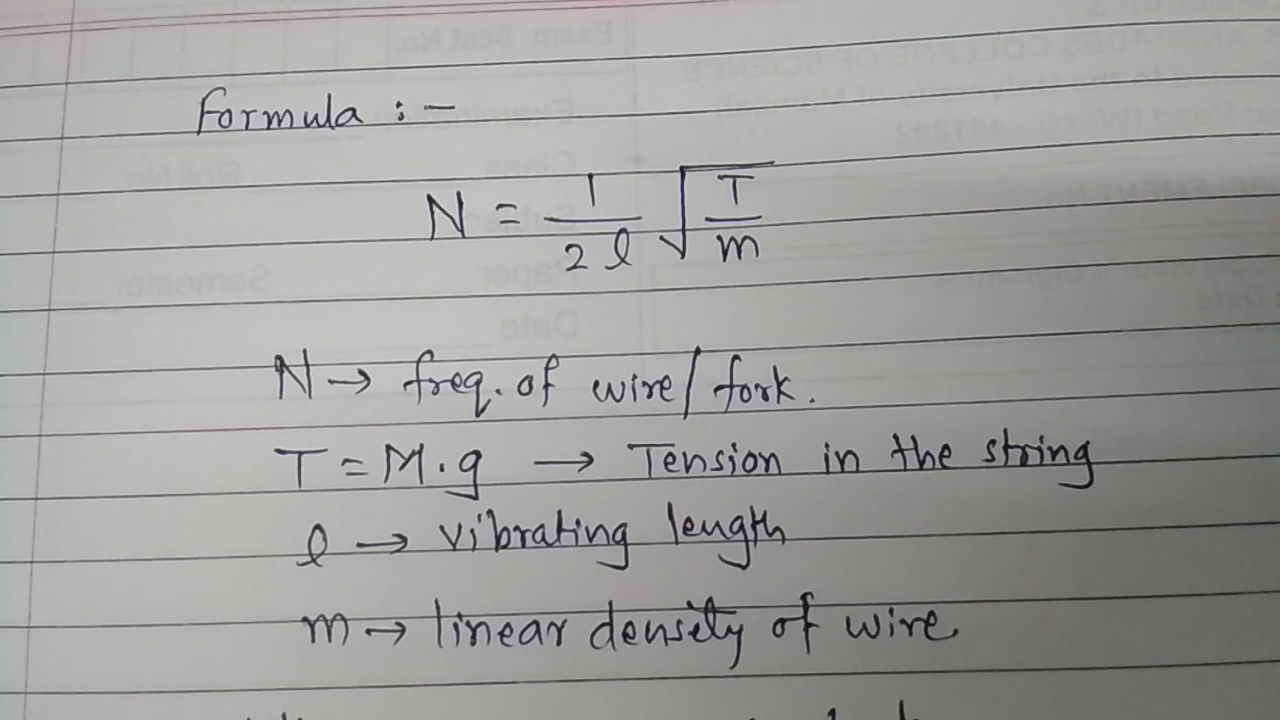 Formula :-
N = 1/2l √T/m
N → freq. of wire/fork.
T = M.g → Tension in the string
l → vibrating length
m → linear density of wire